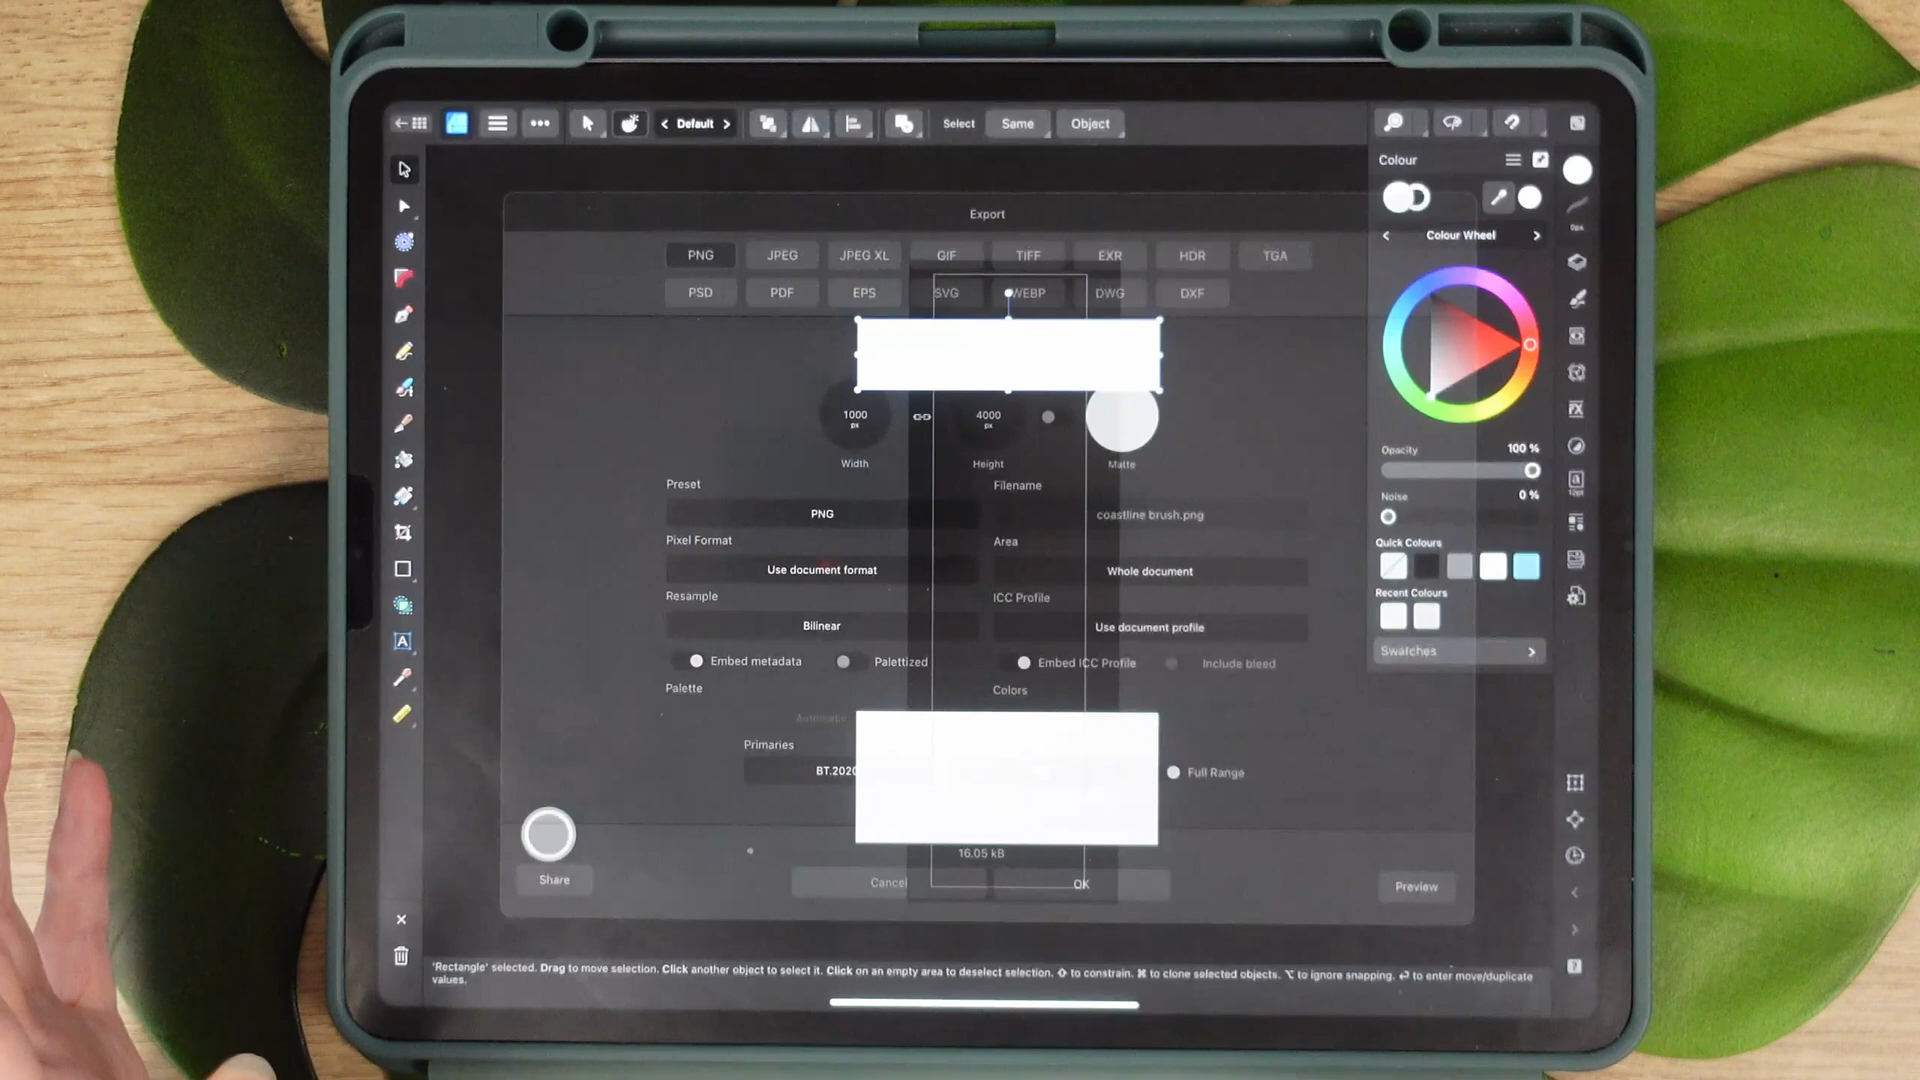 Default
Select
Same
Object
Colour
Export
Colour Wheel
PNG
JPEG
JPEG XL
GIF
TIFF
EXR
HDR
TGA
PSD
PDF
EPS
SVG
WEBP
DWG
DXF
0px
1000
px
4000
px
Width
Height
Matte
Opacity
100 %
Noise
0 %
Preset
Filename
PNG
coastline brush.png
Pixel Format
Area
Quick Colours
Use document format
Whole document
Resample
ICC Profile
Recent Colours
Bilinear
Use document profile
Swatches
Embed metadata
Palettized
Embed ICC Profile
Include bleed
Palette
Colors
Automatic
Primaries
BT.2020
Full Range
16.05 kB
Share
Cancel
OK
Preview
'Rectangle' selected. Drag to move selection. Click another object to select it. Click on an empty area to deselect selection. ⇧ to constrain. ⌘ to clone selected objects. ⌥ to ignore snapping. ⏎ to enter move/duplicate
values.